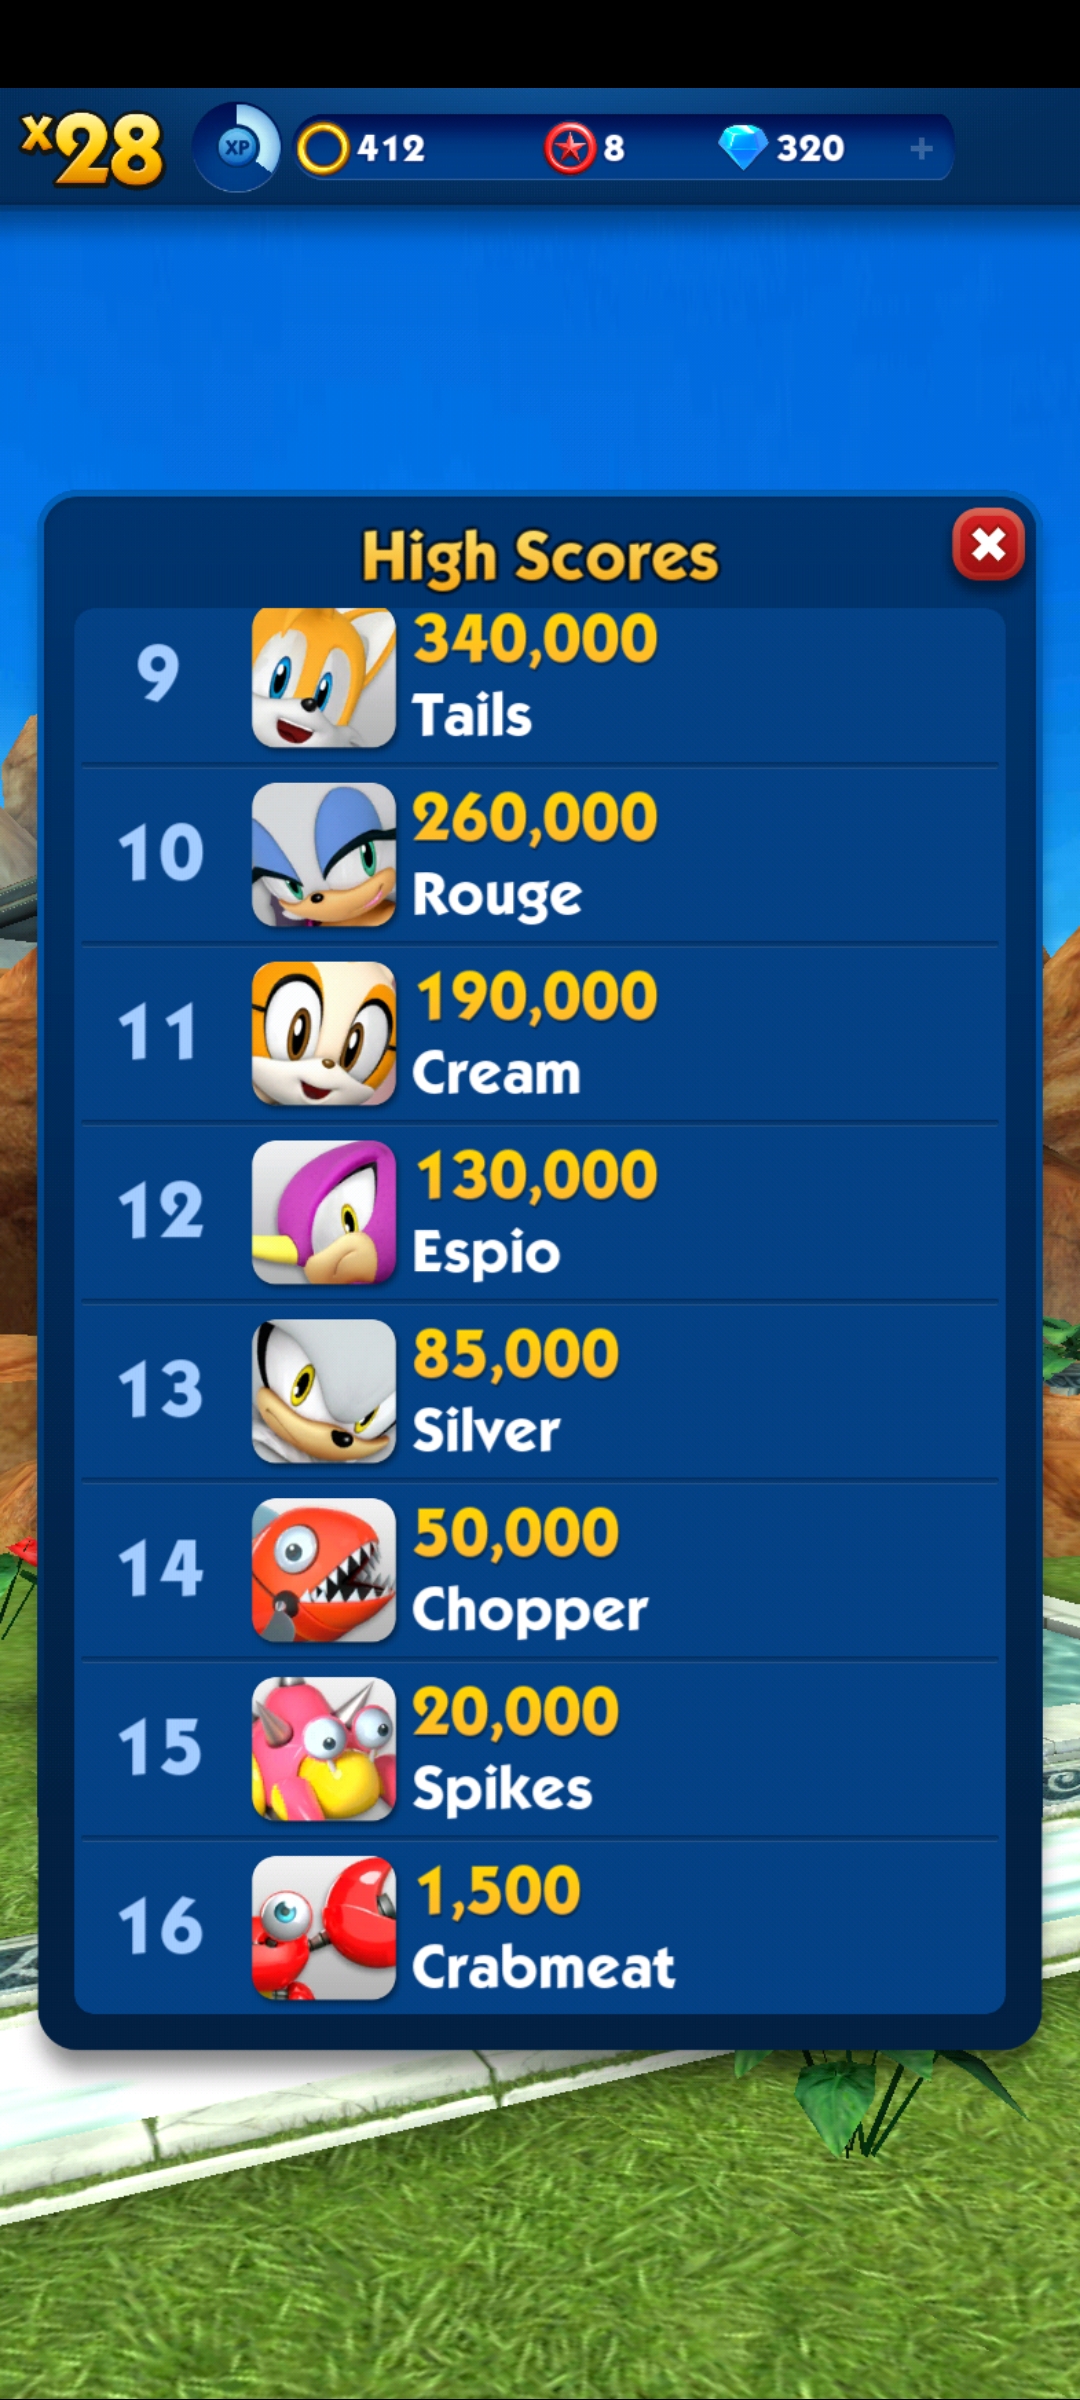 x28
XP
412
8
320
+
High Scores
9
340,000
Tails
10
260,000
Rouge
11
190,000
Cream
12
130,000
Espio
13
85,000
Silver
14
50,000
Chopper
15
20,000
Spikes
16
1,500
Crabmeat